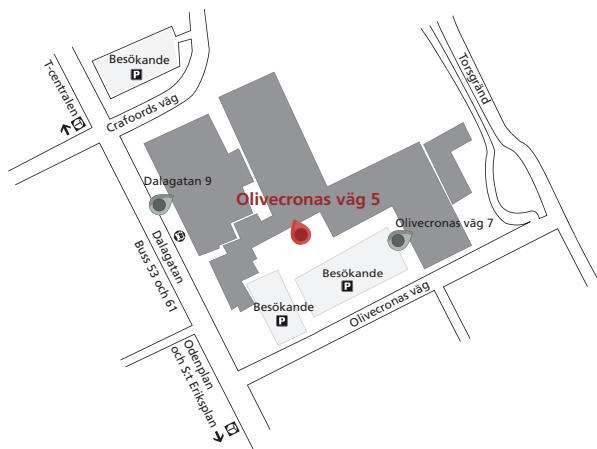 Besökande
P
T-centralen
T
Crafoords väg
Torsgränd
Dalagatan 9
Olivecronas väg 5
Olivecronas väg 7
Dalagatan
Buss 53 och 61
Besökande
P
Besökande
P
Olivecronas väg
Odenplan
och S:t Eriksplan
T